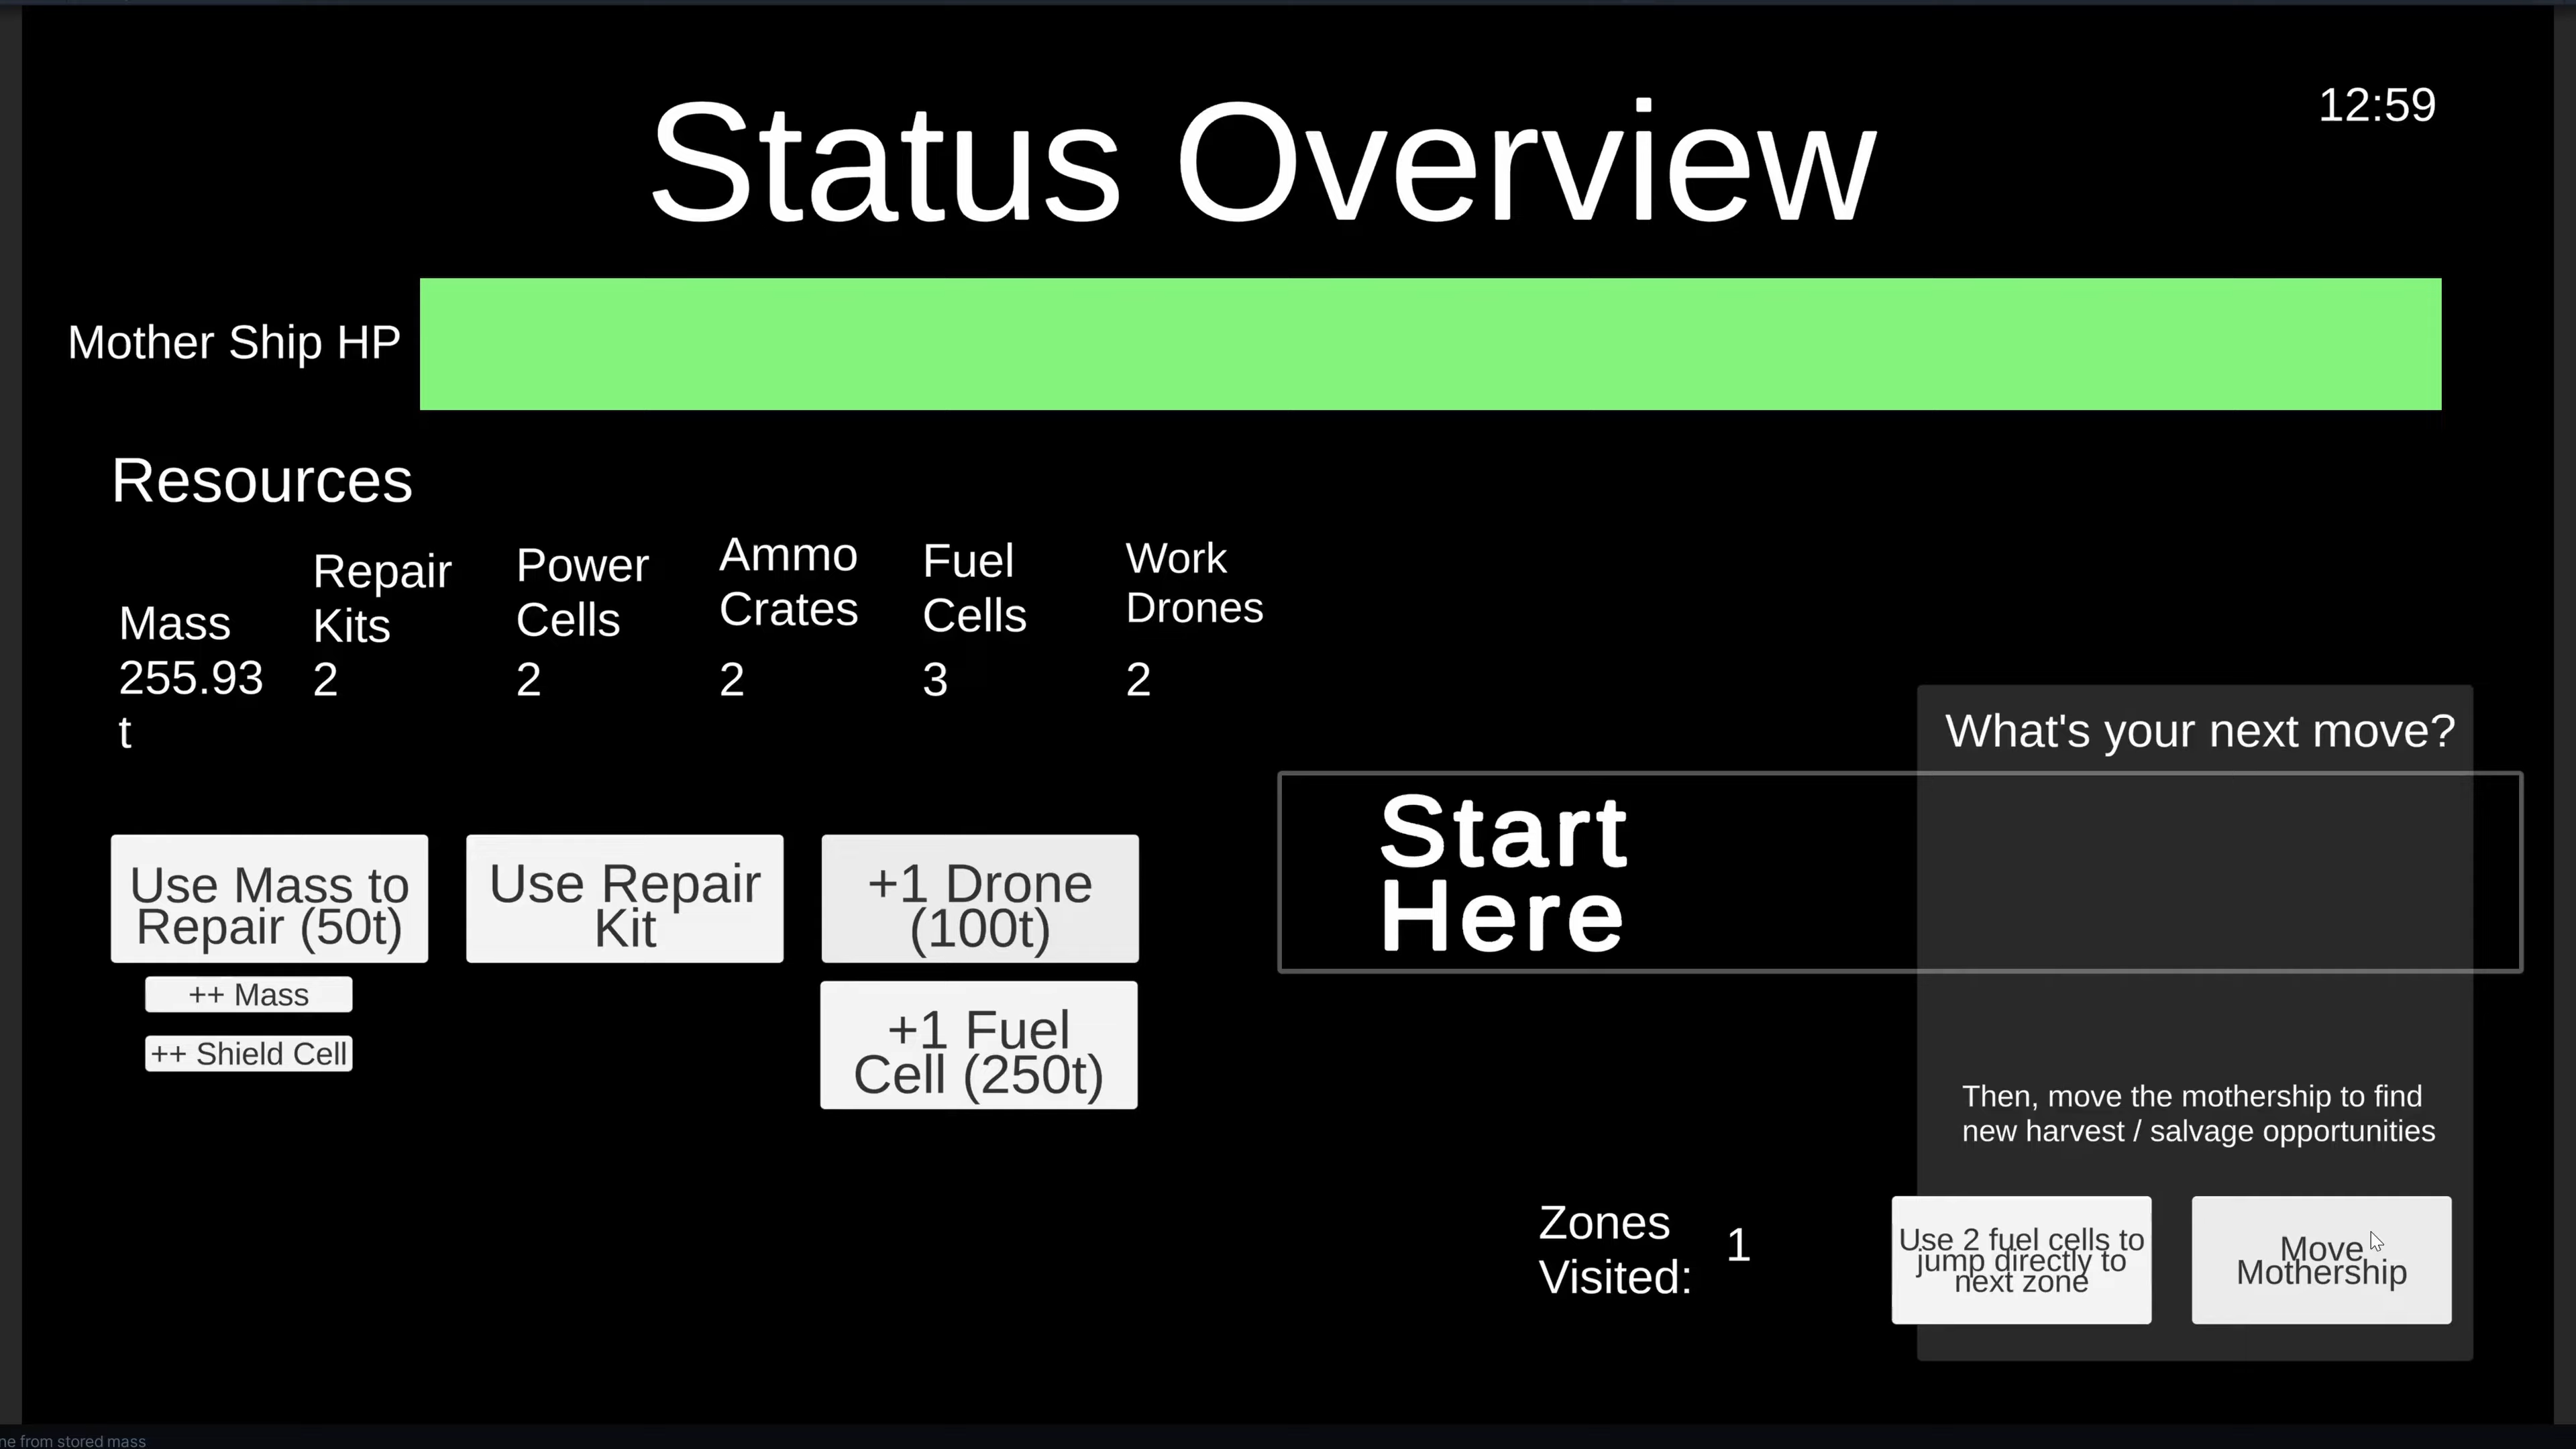 Status Overview
12:59
Mother Ship HP
Resources
Mass
255.93
t
Repair
Kits
2
Power
Cells
2
Ammo
Crates
2
Fuel
Cells
3
Work
Drones
2
What's your next move?
Start
Here
Use Mass to
Repair (50t)
Use Repair
Kit
+1 Drone
(100t)
++ Mass
++ Shield Cell
+1 Fuel
Cell (250t)
Then, move the mothership to find
new harvest / salvage opportunities
Zones
Visited:
1
Use 2 fuel cells to
jump directly to
next zone
Move
Mothership
ne from stored mass